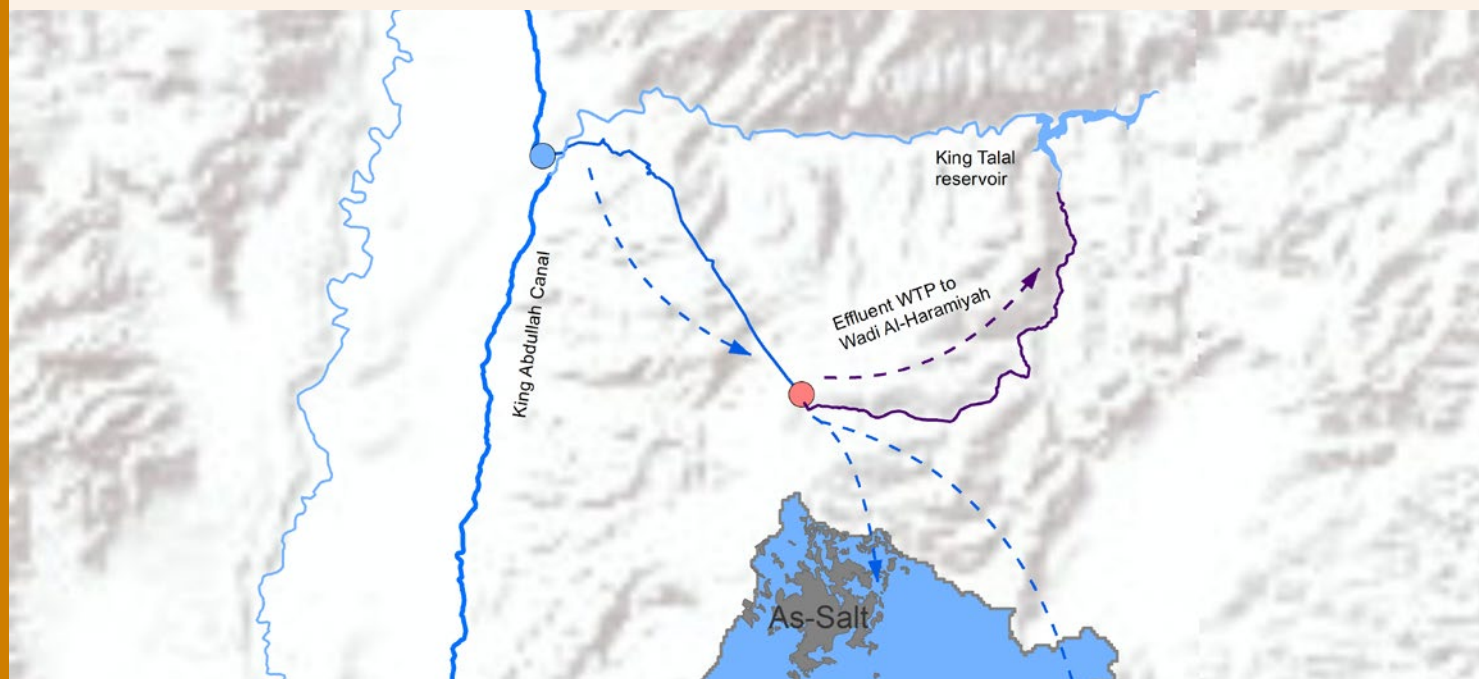 King Talal
reservoir
King Abdullah Canal
Effluent WTP to
Wadi Al-Haramiyah
As-Salt